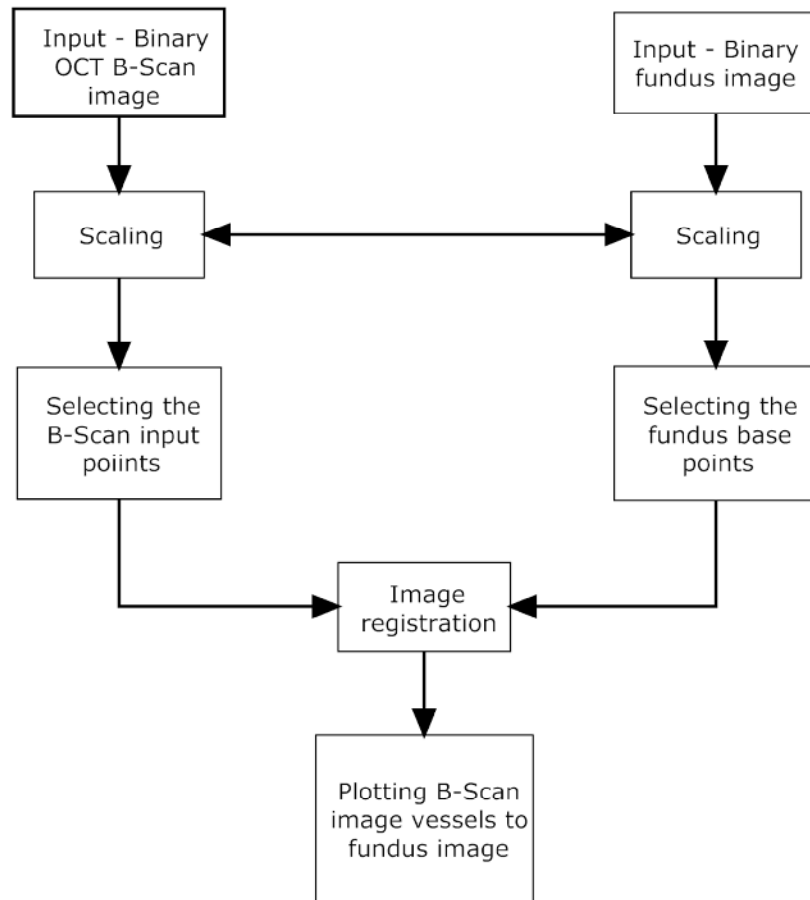 Input - Binary
OCT B-Scan
image
Input - Binary
fundus image
Scaling
Scaling
Selecting the
B-Scan input
poiints
Selecting the
fundus base
points
Image
registration
Plotting B-Scan
image vessels to
fundus image